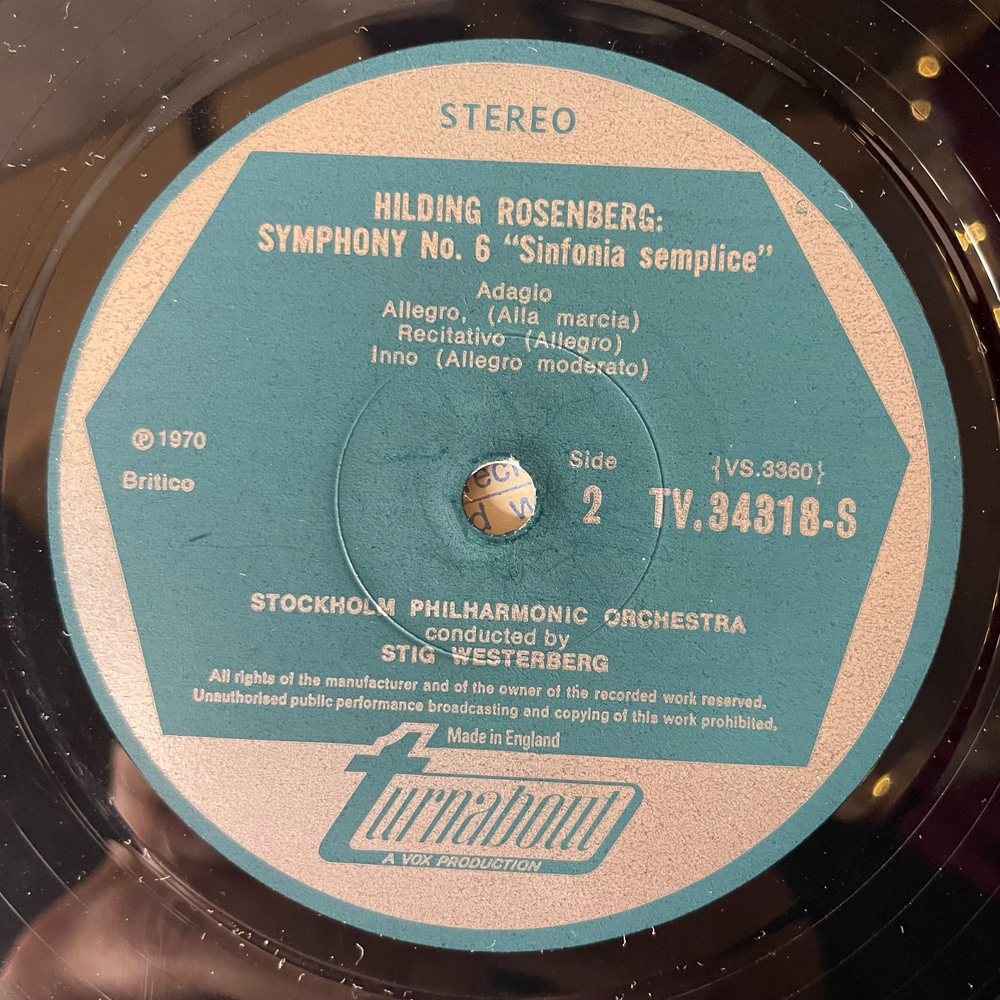 STEREO
HILDING ROSENBERG:
SYMPHONY No. 6 "Sinfonia semplice"
Adagio
Allegro, (Alla marcia)
Recitativo (Allegro)
Inno (Allegro moderato)
Ⓟ 1970
Britico
Side
2
{VS.3360}
TV.34318-S
STOCKHOLM PHILHARMONIC ORCHESTRA
conducted by
STIG WESTERBERG
All rights of the manufacturer and of the owner of the recorded work reserved.
Unauthorised public performance broadcasting and copying of this work prohibited.
Made in England
turnabout
A VOX PRODUCTION